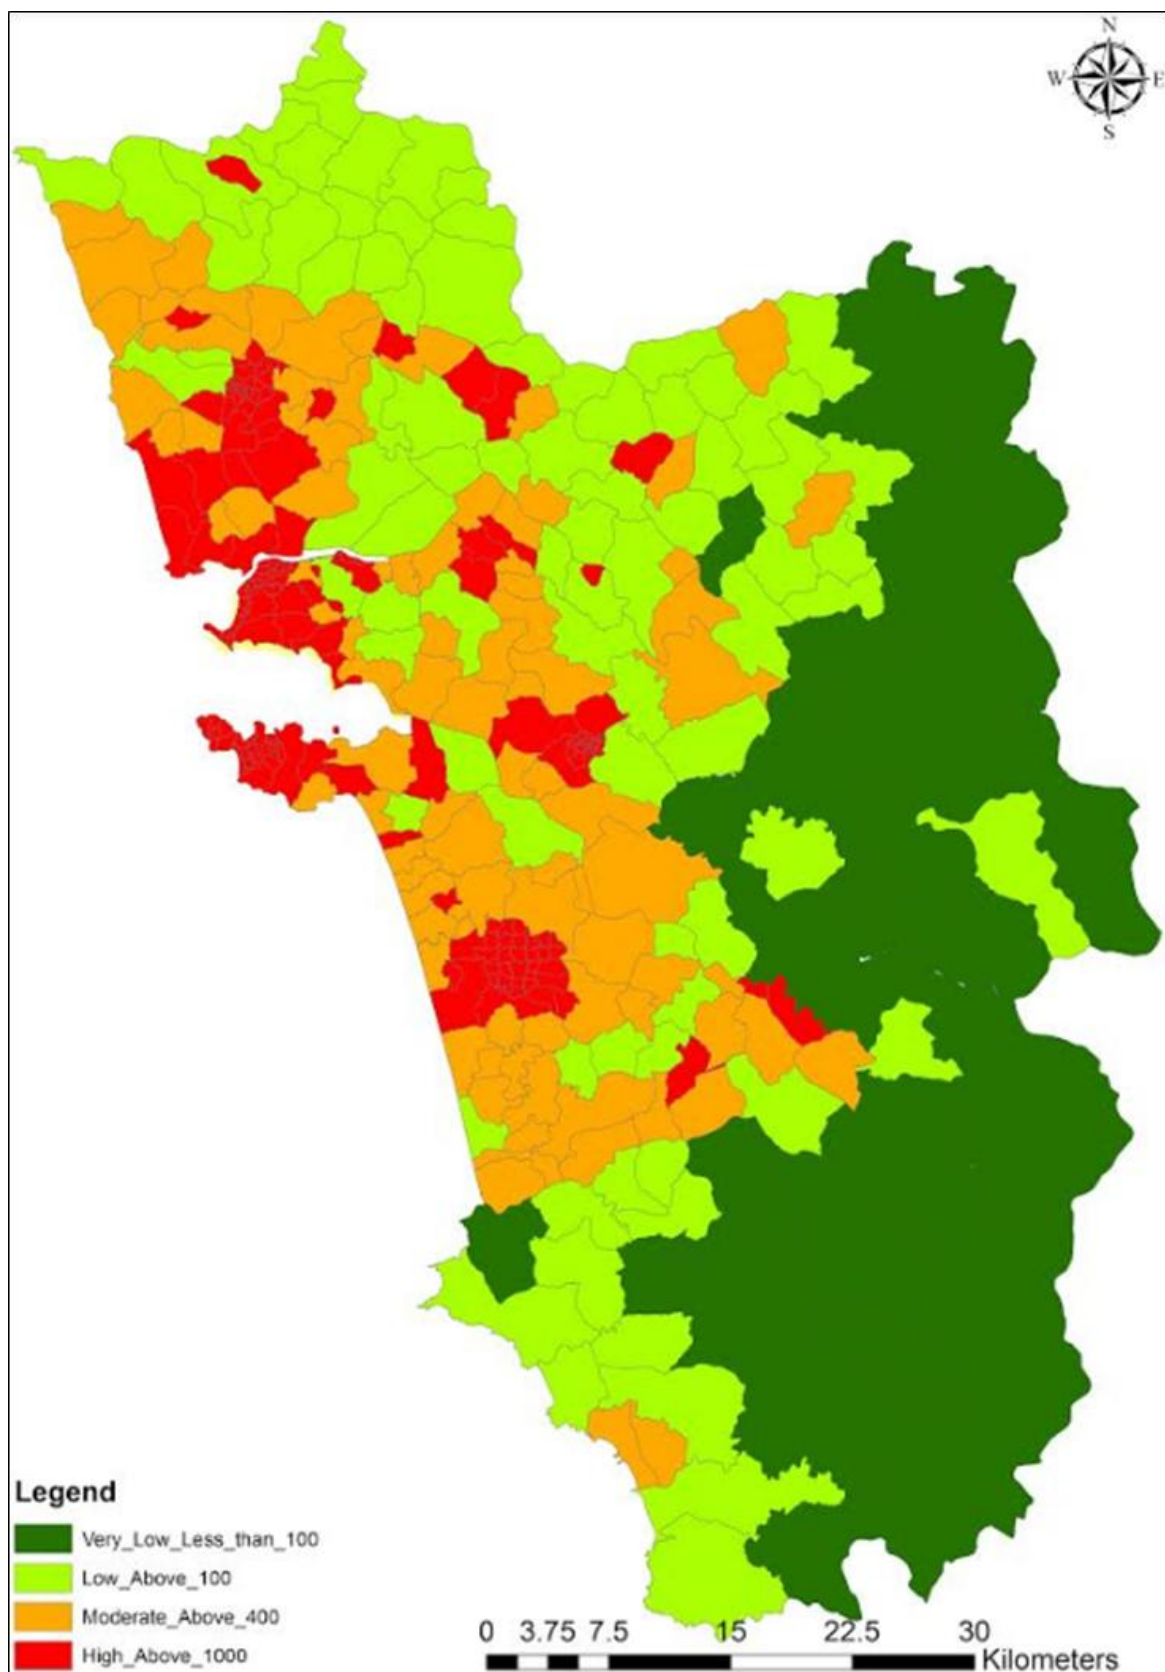 N
W E
S
Legend
Very_Low_Less_than_100
Low_Above_100
Moderate_Above_400
High_Above_1000
0 3.75 7.5 15 22.5 30
Kilometers